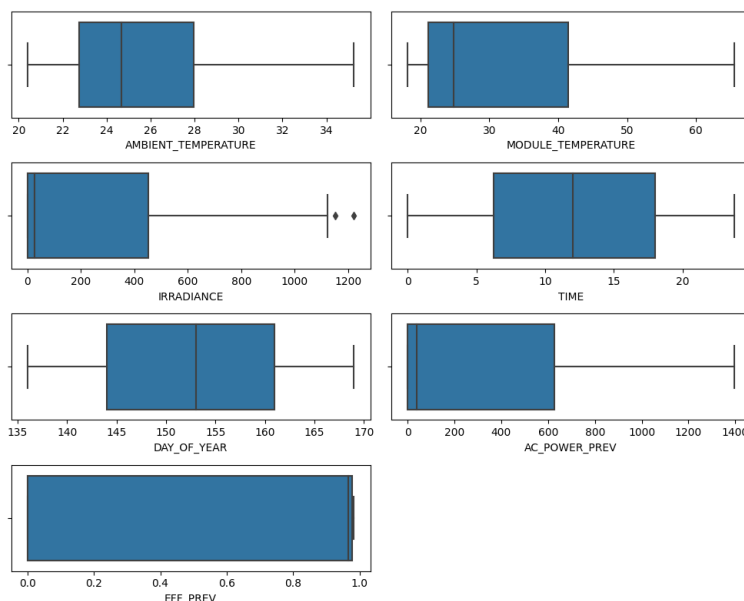 20 22 24 26 28 30 32 34
AMBIENT_TEMPERATURE
20 30 40 50 60
MODULE_TEMPERATURE
0 200 400 600 800 1000 1200
IRRADIANCE
0 5 10 15 20
TIME
135 140 145 150 155 160 165 170
DAY_OF_YEAR
0 200 400 600 800 1000 1200 1400
AC_POWER_PREV
0.0 0.2 0.4 0.6 0.8 1.0
EFF_PREV